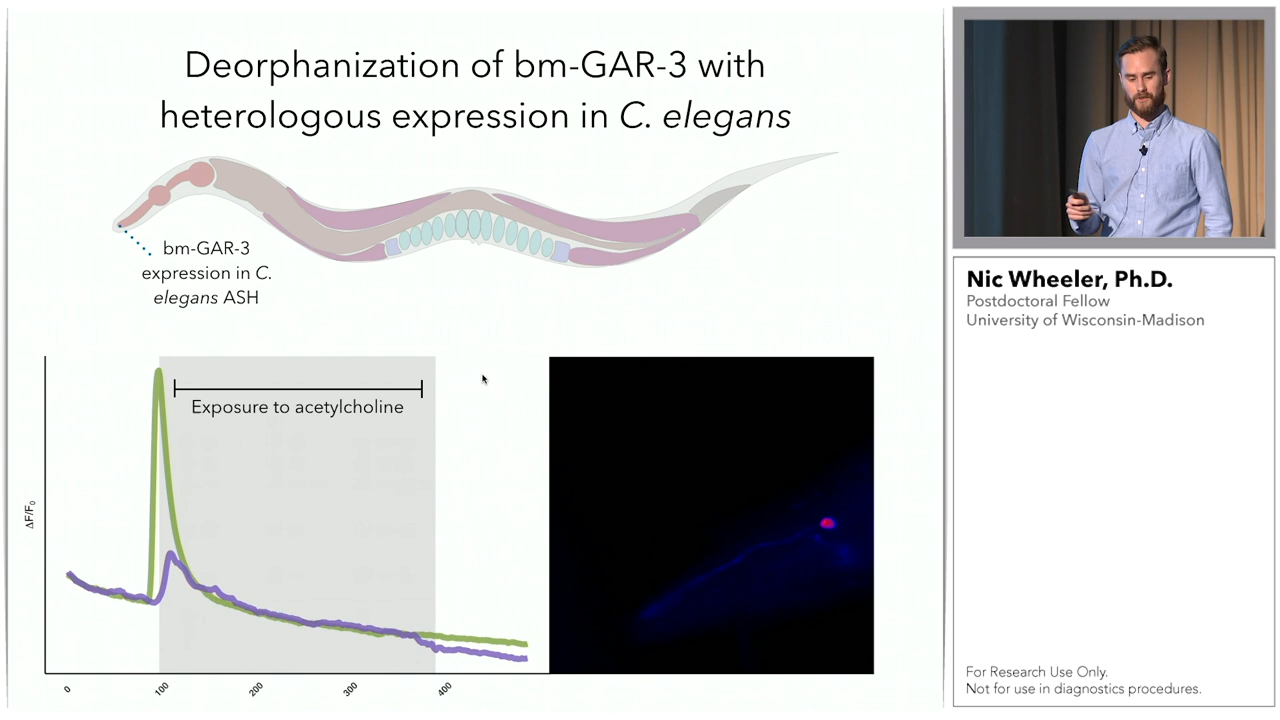 Deorphanization of bm-GAR-3 with
heterologous expression in C. elegans
bm-GAR-3
expression in C.
elegans ASH
Exposure to acetylcholine
ΔF/F₀
0
100
200
300
400
Nic Wheeler, Ph.D.
Postdoctoral Fellow
University of Wisconsin-Madison
For Research Use Only.
Not for use in diagnostics procedures.